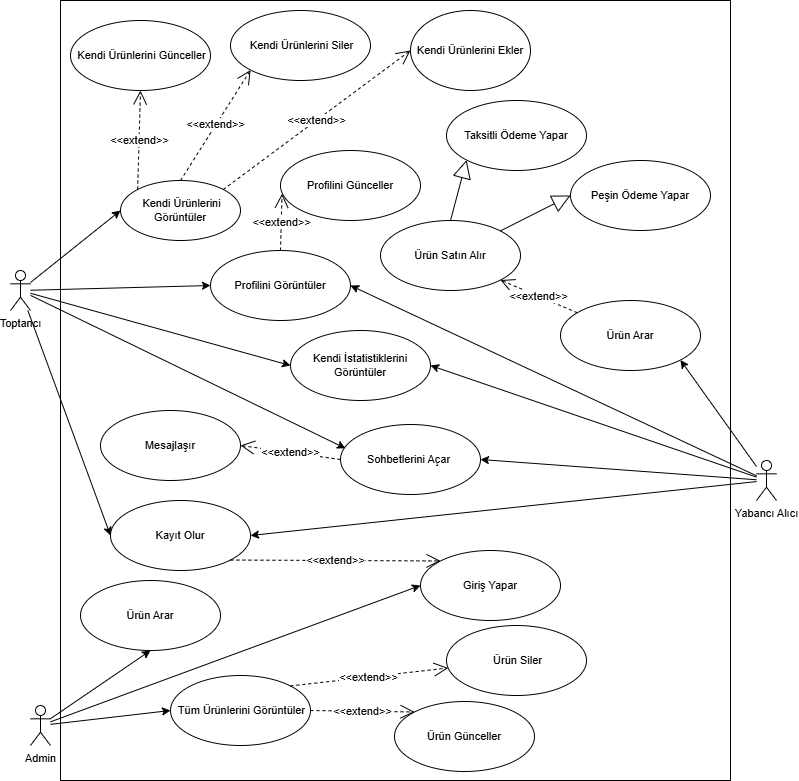 Kendi Ürünlerini Günceller
Kendi Ürünlerini Siler
Kendi Ürünlerini Ekler
<<extend>>
<<extend>>
<<extend>>
Taksitli Ödeme Yapar
Profilini Günceller
Peşin Ödeme Yapar
Kendi Ürünlerini
Görüntüler
<<extend>>
Ürün Satın Alır
Profilini Görüntüler
<<extend>>
Toptancı
Ürün Arar
Kendi İstatistiklerini
Görüntüler
Mesajlaşır
<<extend>>
Sohbetlerini Açar
Yabancı Alıcı
Kayıt Olur
<<extend>>
Giriş Yapar
Ürün Arar
Ürün Siler
<<extend>>
Tüm Ürünlerini Görüntüler
<<extend>>
Ürün Günceller
Admin